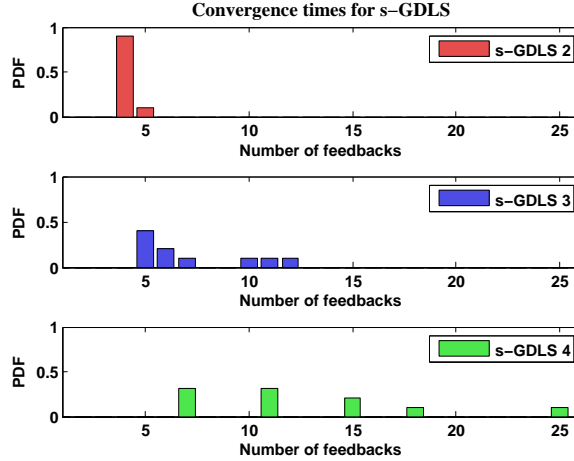 Convergence times for s−GDLS
1
0.5
0
PDF
s−GDLS 2
5 10 15 20 25
Number of feedbacks
1
0.5
0
PDF
s−GDLS 3
5 10 15 20 25
Number of feedbacks
1
0.5
0
PDF
s−GDLS 4
5 10 15 20 25
Number of feedbacks